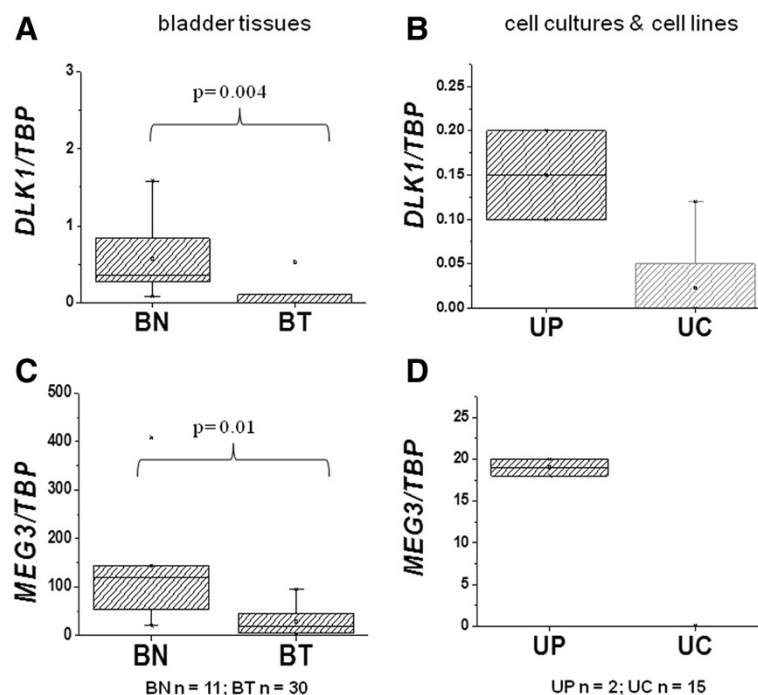 A bladder tissues
B cell cultures & cell lines
DLK1/TBP
3
2
1
0
p=0.004
BN BT
DLK1/TBP
0.25
0.20
0.15
0.10
0.05
0.00
UP UC
C
MEG3/TBP
500
400
300
200
100
0
p=0.01
BN BT
BN n = 11; BT n = 30
D
MEG3/TBP
25
20
15
10
5
0
UP UC
UP n = 2; UC n = 15